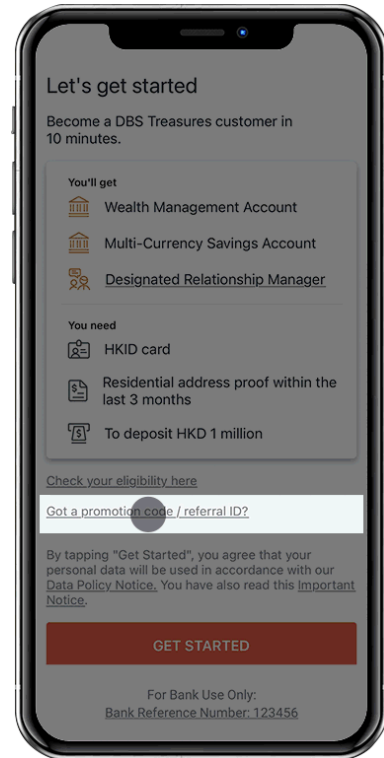 Let's get started
Become a DBS Treasures customer in
10 minutes.
You'll get
Wealth Management Account
Multi-Currency Savings Account
Designated Relationship Manager
You need
HKID card
Residential address proof within the
last 3 months
To deposit HKD 1 million
Check your eligibility here
Got a promotion code / referral ID?
By tapping "Get Started", you agree that your
personal data will be used in accordance with our
Data Policy Notice. You have also read this Important
Notice.
GET STARTED
For Bank Use Only:
Bank Reference Number: 123456